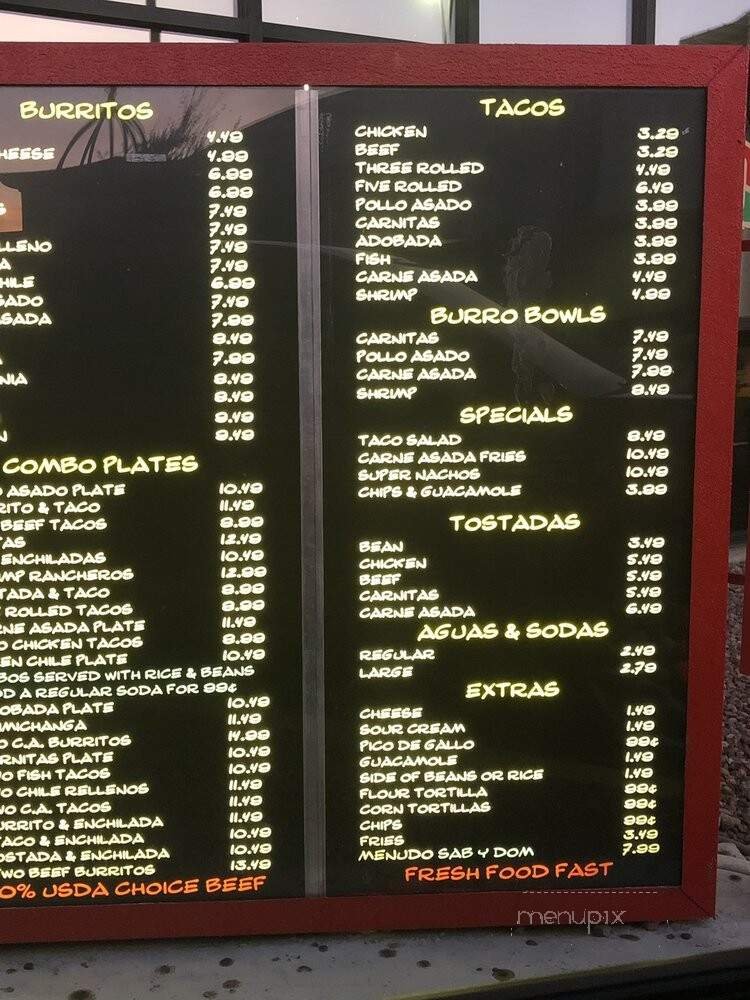 BURRITOS
4.49
HEESE 4.99
6.99
6.99
S 7.49
7.49
LLENO 7.49
A 7.49
HILE 6.99
SADO 7.49
SADA 7.99
8.49
A 7.99
NIA 8.49
8.49
8.49
N 8.49
COMBO PLATES
O ASADO PLATE 10.49
RITO & TACO 11.49
BEEF TACOS 9.99
TAS 12.49
ENCHILADAS 10.49
MP RANCHEROS 12.99
TADA & TACO 9.99
ROLLED TACOS 9.99
NE ASADA PLATE 11.49
O CHICKEN TACOS 9.99
EN CHILE PLATE 10.49
BOS SERVED WITH RICE & BEANS
DD A REGULAR SODA FOR 99¢
OBADA PLATE 10.49
IMICHANGA 11.49
O C.A. BURRITOS 14.99
RNITAS PLATE 10.49
O FISH TACOS 10.49
O CHILE RELLENOS 11.49
WO C.A. TACOS 11.49
URRITO & ENCHILADA 11.49
TACO & ENCHILADA 10.49
OSTADA & ENCHILADA 10.49
WO BEEF BURRITOS 13.49
0% USDA CHOICE BEEF
TACOS
CHICKEN 3.29
BEEF 3.29
THREE ROLLED 4.49
FIVE ROLLED 6.49
POLLO ASADO 3.99
CARNITAS 3.99
ADOBADA 3.99
FISH 3.99
CARNE ASADA 4.49
SHRIMP 4.99
BURRO BOWLS
CARNITAS 7.49
POLLO ASADO 7.49
CARNE ASADA 7.99
SHRIMP 8.49
SPECIALS
TACO SALAD 8.49
CARNE ASADA FRIES 10.49
SUPER NACHOS 10.49
CHIPS & GUACAMOLE 3.99
TOSTADAS
BEAN 3.49
CHICKEN 5.49
BEEF 5.49
CARNITAS 5.49
CARNE ASADA 6.49
AGUAS & SODAS
REGULAR 2.49
LARGE 2.79
EXTRAS
CHEESE 1.49
SOUR CREAM 1.49
PICO DE GALLO 99¢
GUACAMOLE 1.49
SIDE OF BEANS OR RICE 1.49
FLOUR TORTILLA 99¢
CORN TORTILLAS 99¢
CHIPS 99¢
FRIES 3.49
MENUDO SAB Y DOM 7.99
FRESH FOOD FAST
menupix